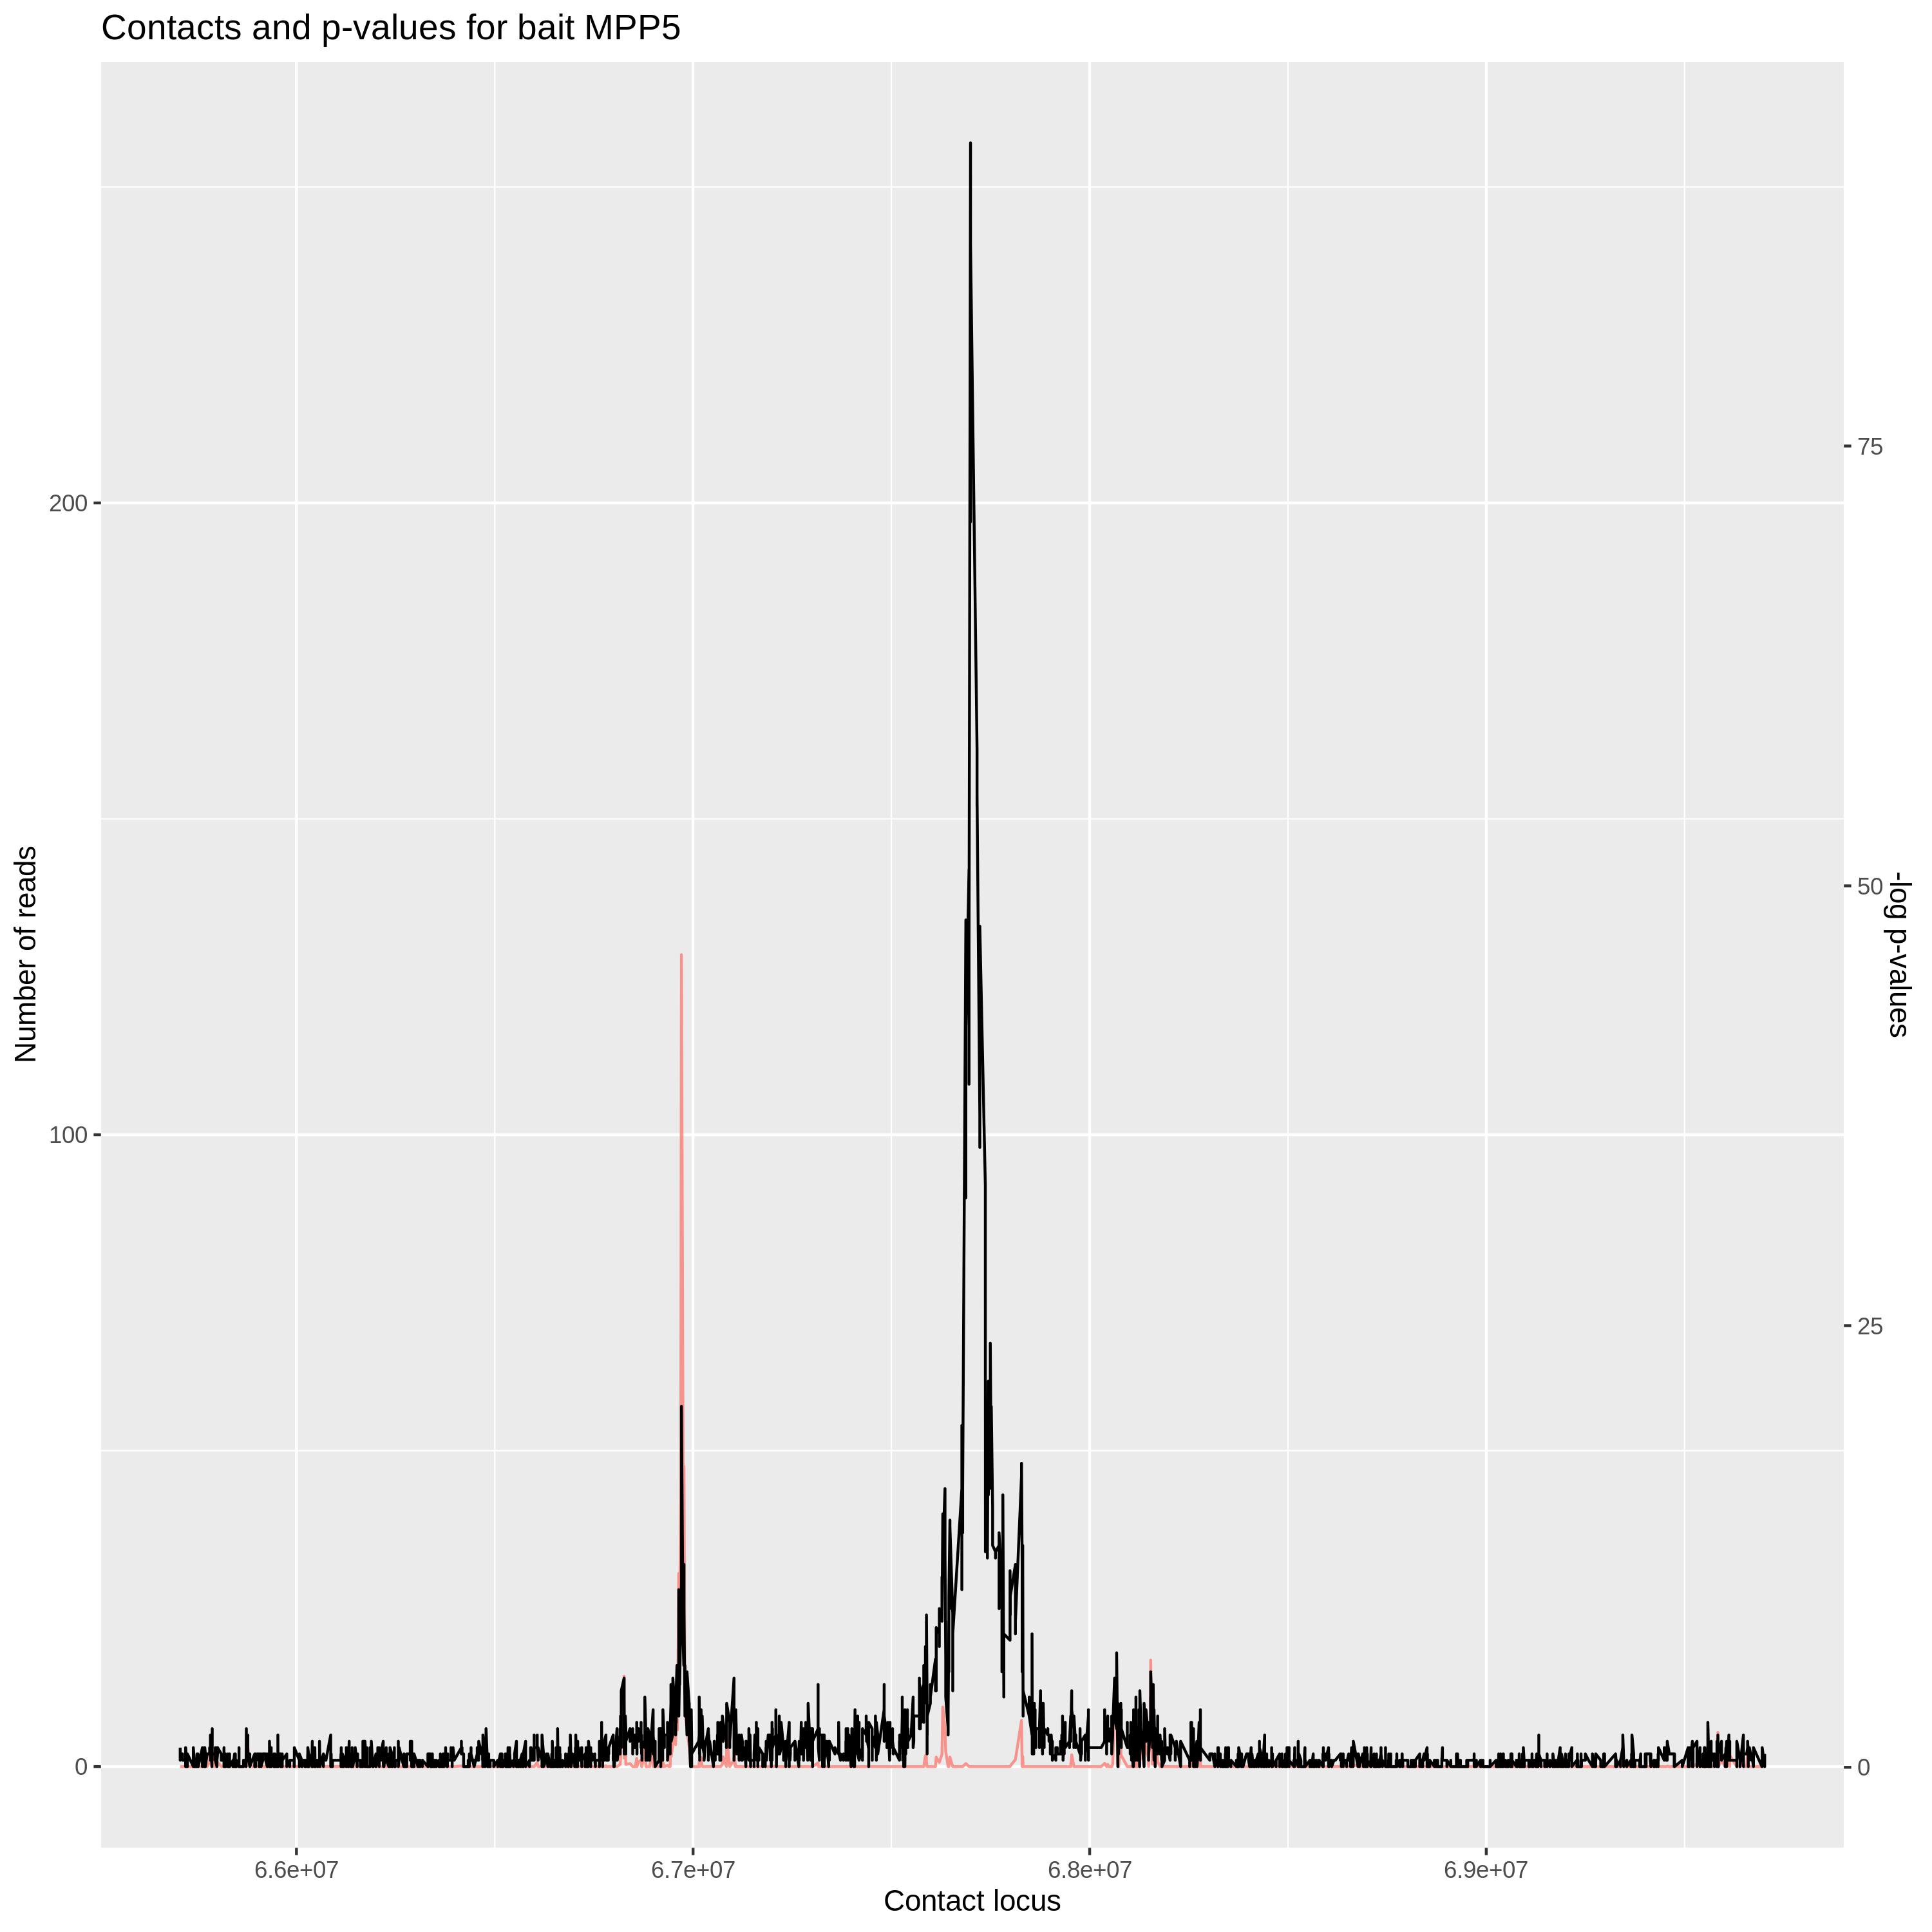 Contacts and p-values for bait MPP5
Number of reads
200
100
0
75
50
25
0
-log p-values
6.6e+07
6.7e+07
6.8e+07
6.9e+07
Contact locus